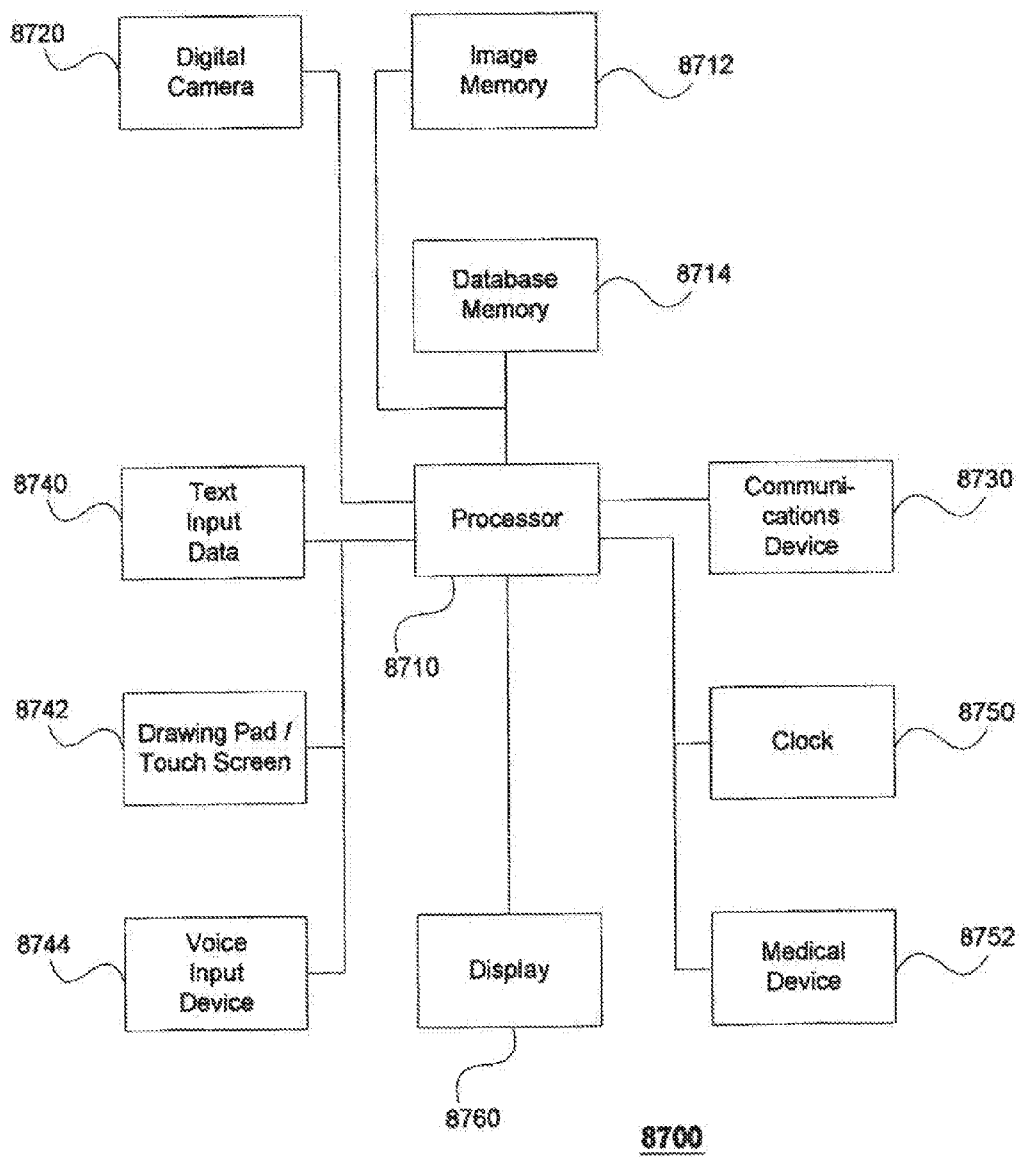 8720
Digital
Camera
Image
Memory
8712
Database
Memory
8714
8740
Text
Input
Data
Processor
8710
Communi-
cations
Device
8730
8742
Drawing Pad /
Touch Screen
Clock
8750
8744
Voice
Input
Device
Display
8760
Medical
Device
8752
8700